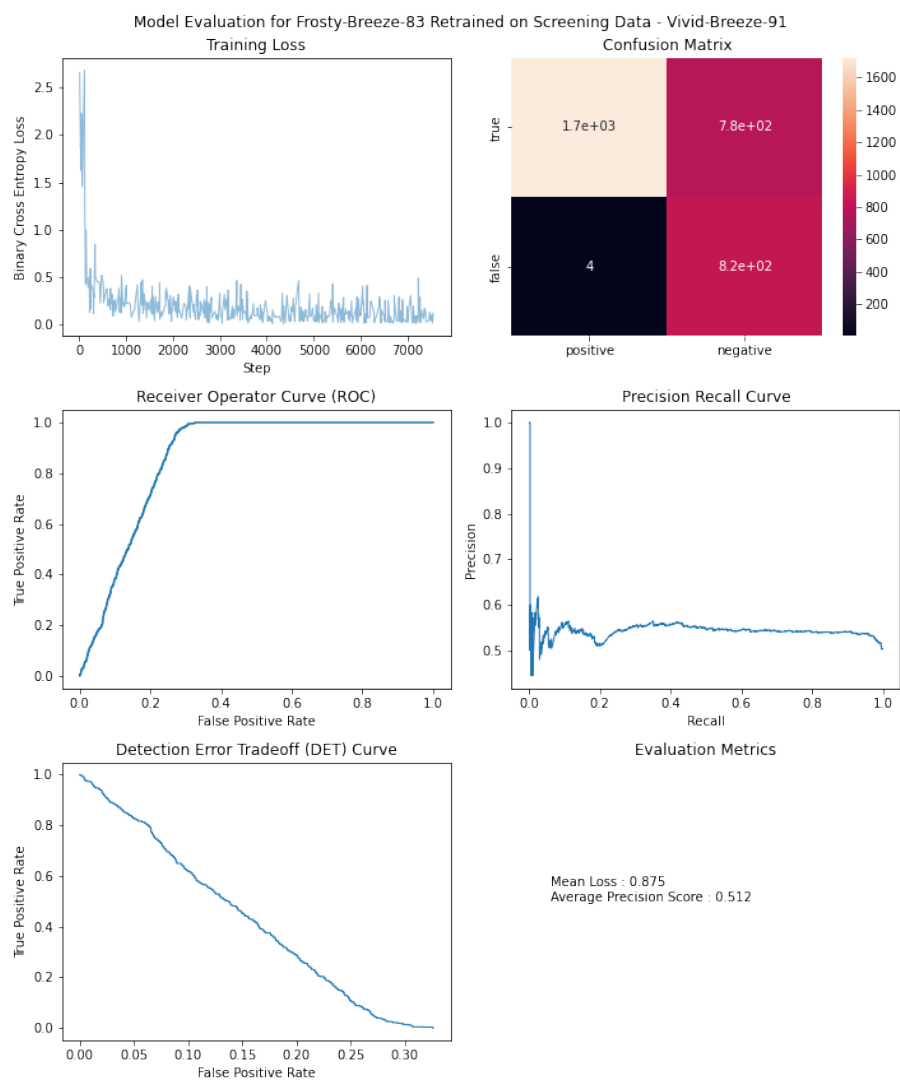 Model Evaluation for Frosty-Breeze-83 Retrained on Screening Data - Vivid-Breeze-91
Training Loss
Binary Cross Entropy Loss
2.5
2.0
1.5
1.0
0.5
0.0
0 1000 2000 3000 4000 5000 6000 7000
Step
Confusion Matrix
true
false
1.7e+03 7.8e+02
4 8.2e+02
positive negative
1600
1400
1200
1000
800
600
400
200
Receiver Operator Curve (ROC)
True Positive Rate
1.0
0.8
0.6
0.4
0.2
0.0
0.0 0.2 0.4 0.6 0.8 1.0
False Positive Rate
Precision Recall Curve
Precision
1.0
0.9
0.8
0.7
0.6
0.5
0.0 0.2 0.4 0.6 0.8 1.0
Recall
Detection Error Tradeoff (DET) Curve
True Positive Rate
1.0
0.8
0.6
0.4
0.2
0.0
0.00 0.05 0.10 0.15 0.20 0.25 0.30
False Positive Rate
Evaluation Metrics
Mean Loss : 0.875
Average Precision Score : 0.512